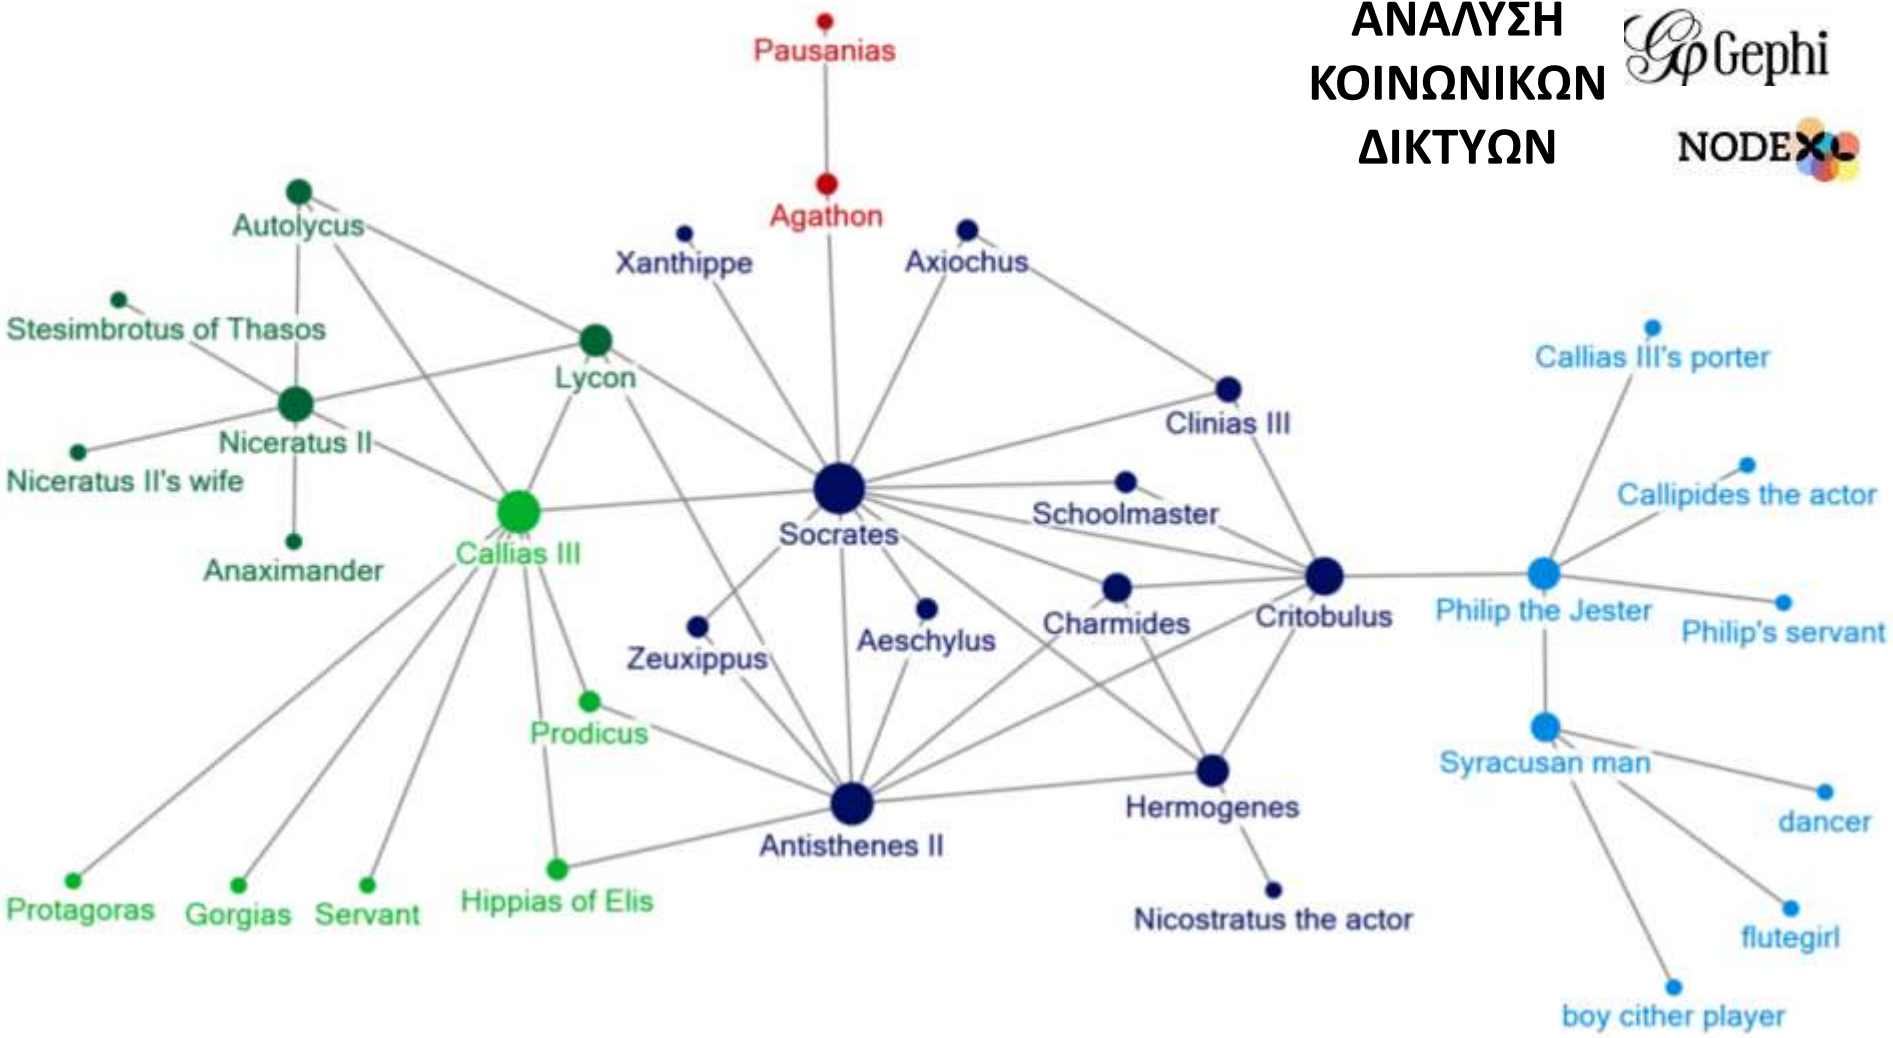 ΑΝΑΛΥΣΗ
ΚΟΙΝΩΝΙΚΩΝ
ΔΙΚΤΥΩΝ
Gφ Gephi
NODEXL
Pausanias
Agathon
Autolycus
Xanthippe
Axiochus
Stesimbrotus of Thasos
Callias III's porter
Lycon
Clinias III
Niceratus II
Niceratus II's wife
Callipides the actor
Schoolmaster
Socrates
Callias III
Anaximander
Charmides
Critobulus
Philip the Jester
Philip's servant
Aeschylus
Zeuxippus
Prodicus
Syracusan man
Hermogenes
dancer
Antisthenes II
Protagoras
Gorgias
Servant
Hippias of Elis
Nicostratus the actor
flutegirl
boy cither player